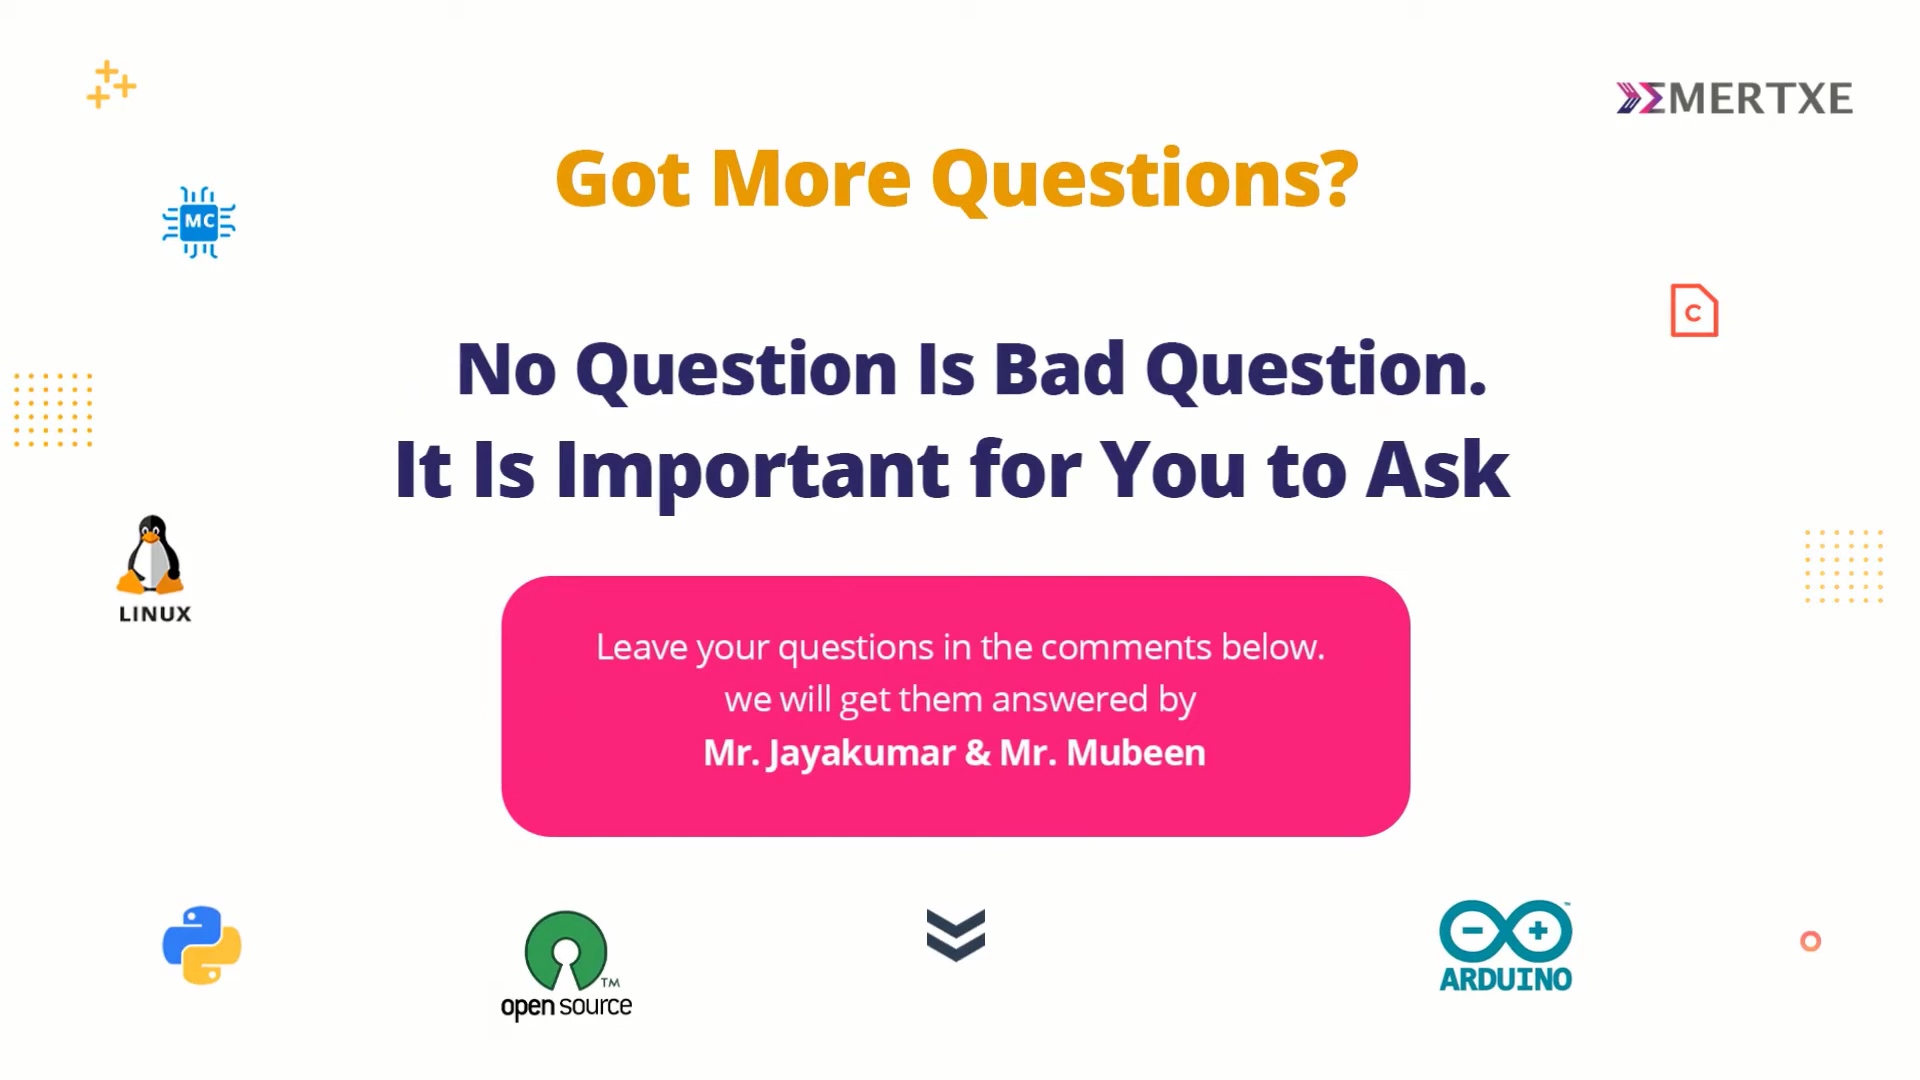 EMERTXE
Got More Questions?
MC
C
No Question Is Bad Question.
It Is Important for You to Ask
LINUX
Leave your questions in the comments below.
we will get them answered by
Mr. Jayakumar & Mr. Mubeen
TM
open source
TM
ARDUINO